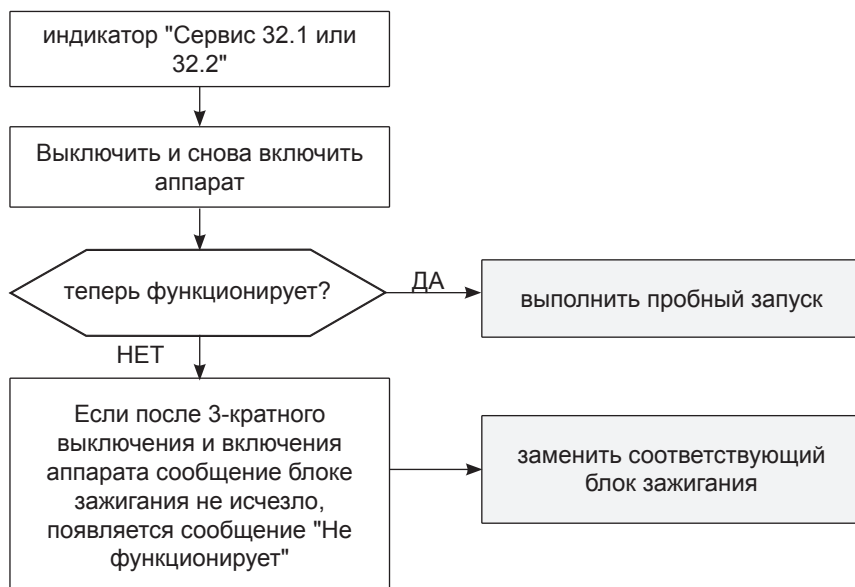 индикатор "Сервис 32.1 или
32.2"
Выключить и снова включить
аппарат
теперь функционирует?
ДА
выполнить пробный запуск
НЕТ
Если после 3-кратного
выключения и включения
аппарата сообщение блоке
зажигания не исчезло,
появляется сообщение "Не
функционирует"
заменить соответствующий
блок зажигания